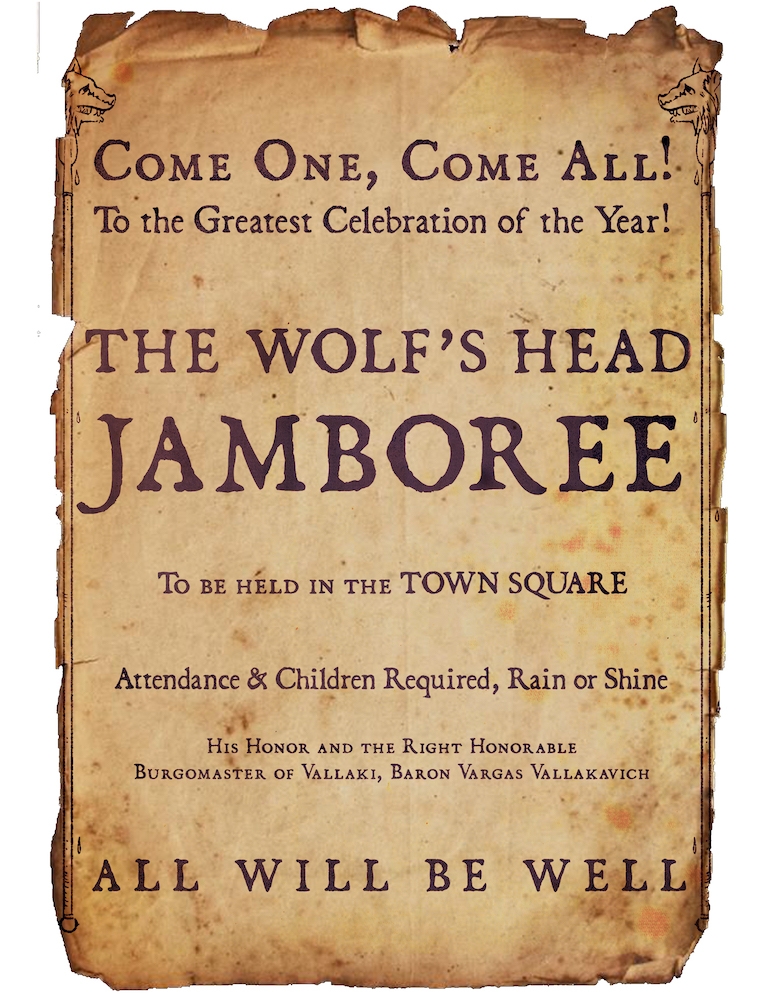 Come One, Come All!
To the Greatest Celebration of the Year!
THE WOLF'S HEAD
JAMBOREE
To be held in the TOWN SQUARE
Attendance & Children Required, Rain or Shine
His Honor and the Right Honorable
Burgomaster of Vallaki, Baron Vargas Vallakavich
ALL WILL BE WELL